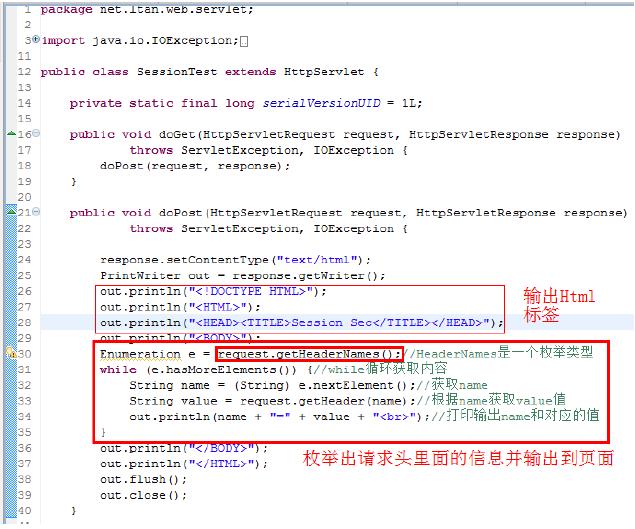 1 package net.ltan.web.servlet;
2
3 import java.io.IOException;
11
12 public class SessionTest extends HttpServlet {
13
14 private static final long serialVersionUID = 1L;
15
16 public void doGet(HttpServletRequest request, HttpServletResponse response)
17 throws ServletException, IOException {
18 doPost(request, response);
19 }
20
21 public void doPost(HttpServletRequest request, HttpServletResponse response)
22 throws ServletException, IOException {
23
24 response.setContentType("text/html");
25 PrintWriter out = response.getWriter();
26 out.println("<!DOCTYPE HTML>");
27 out.println("<HTML>");
28 out.println("<HEAD><TITLE>Session Sec</TITLE></HEAD>");
输出Html
标签
29 out.println("<BODY>");
30 Enumeration e = request.getHeaderNames();//HeaderNames是一个枚举类型
31 while (e.hasMoreElements()) {//while循环获取内容
32 String name = (String) e.nextElement();//获取name
33 String value = request.getHeader(name);//根据name获取value值
34 out.println(name + "=" + value + "<br>");//打印输出name和对应的值
35 }
枚举出请求头里面的信息并输出到页面
36 out.println("</BODY>");
37 out.println("</HTML>");
38 out.flush();
39 out.close();
40 }